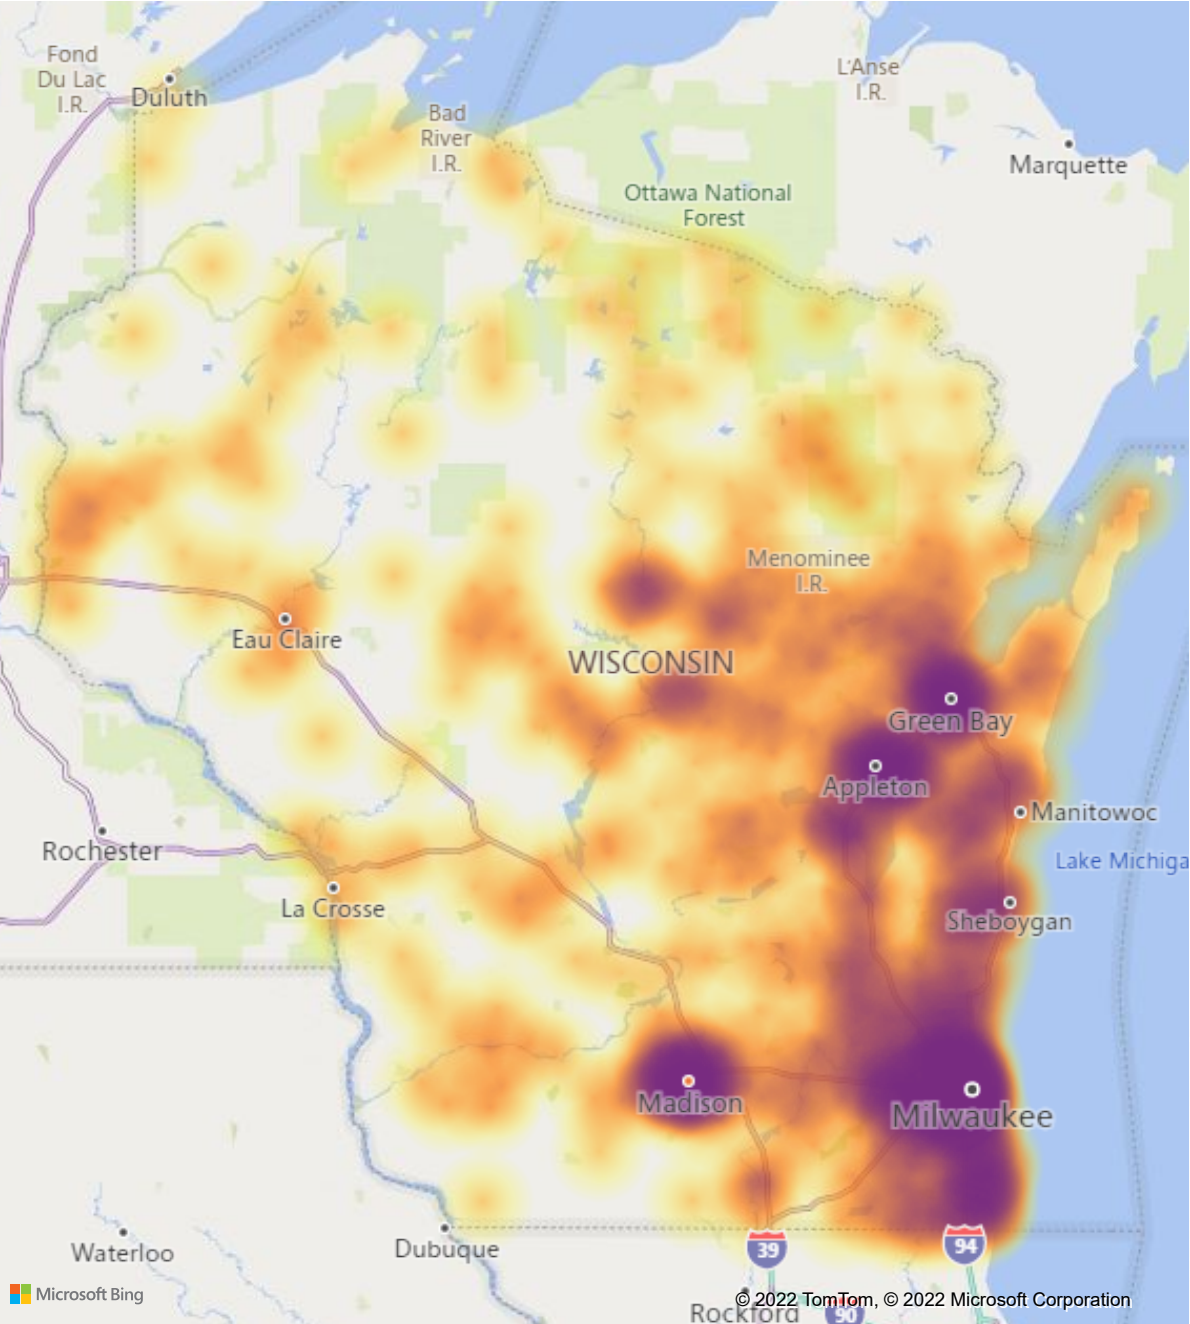 Fond
Du Lac
I.R.
Duluth
L'Anse
I.R.
Bad
River
I.R.
Marquette
Ottawa National
Forest
Menominee
I.R.
Eau Claire
WISCONSIN
Green Bay
Appleton
Manitowoc
Rochester
Lake Michiga
La Crosse
Sheboygan
Madison
Milwaukee
Waterloo
Dubuque
39
94
Microsoft Bing
Rockford
90
© 2022 TomTom, © 2022 Microsoft Corporation